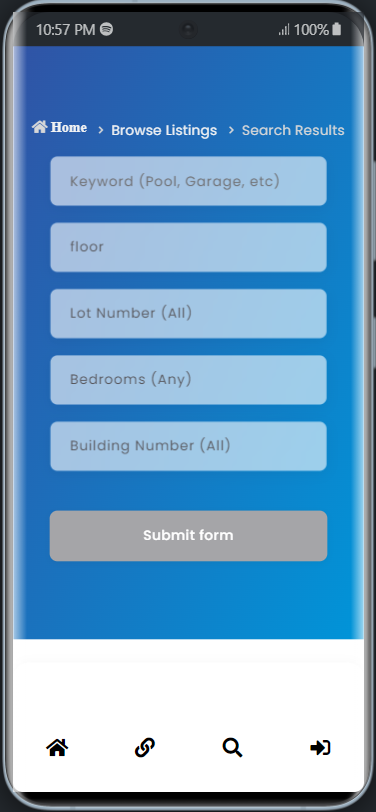 10:57 PM 100%
Home > Browse Listings > Search Results
Keyword (Pool, Garage, etc)
floor
Lot Number (All)
Bedrooms (Any)
Building Number (All)
Submit form